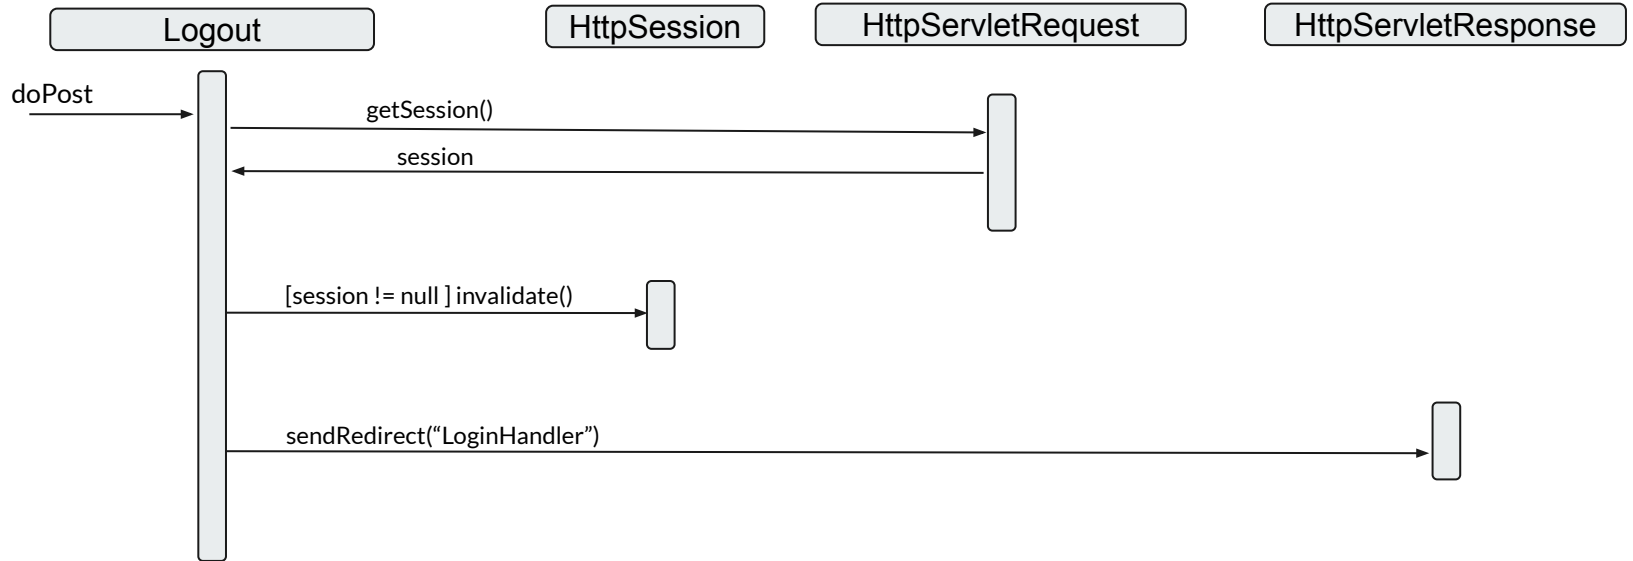 Logout
HttpSession
HttpServletRequest
HttpServletResponse
doPost
getSession()
session
[session != null ] invalidate()
sendRedirect(“LoginHandler”)